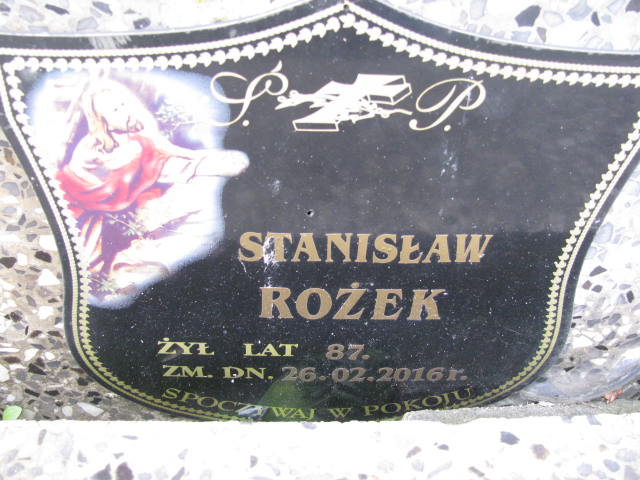 Ś. P.
STANISŁAW
ROŻEK
ŻYŁ LAT 87.
ZM. DN. 26.02.2016 r.
SPOCZYWAJ W POKOJU